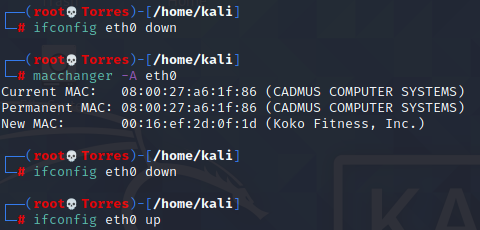 (root💀Torres)-[/home/kali]
# ifconfig eth0 down
(root💀Torres)-[/home/kali]
# macchanger -A eth0
Current MAC:   08:00:27:a6:1f:86 (CADMUS COMPUTER SYSTEMS)
Permanent MAC: 08:00:27:a6:1f:86 (CADMUS COMPUTER SYSTEMS)
New MAC:       00:16:ef:2d:0f:1d (Koko Fitness, Inc.)
(root💀Torres)-[/home/kali]
# ifconfig eth0 down
(root💀Torres)-[/home/kali]
# ifconfig eth0 up
KA